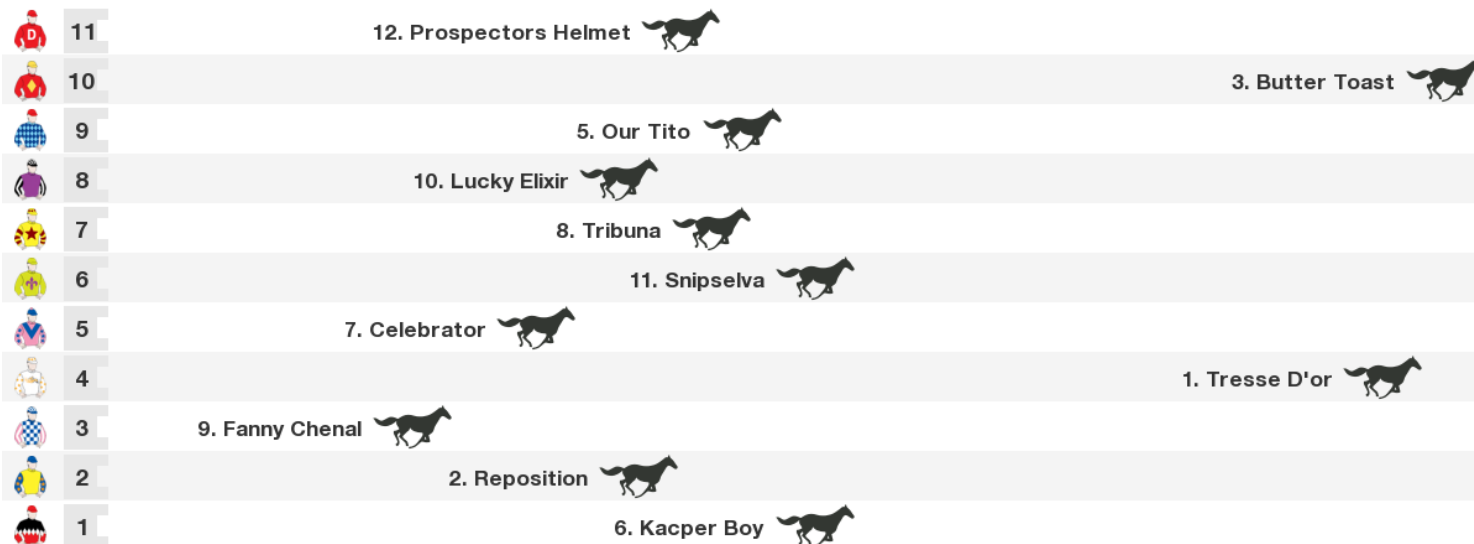 D
11 12. Prospectors Helmet
10 3. Butter Toast
9 5. Our Tito
8 10. Lucky Elixir
7 8. Tribuna
6 11. Snipselva
5 7. Celebrator
4 1. Tresse D'or
3 9. Fanny Chenal
2 2. Reposition
1 6. Kacper Boy